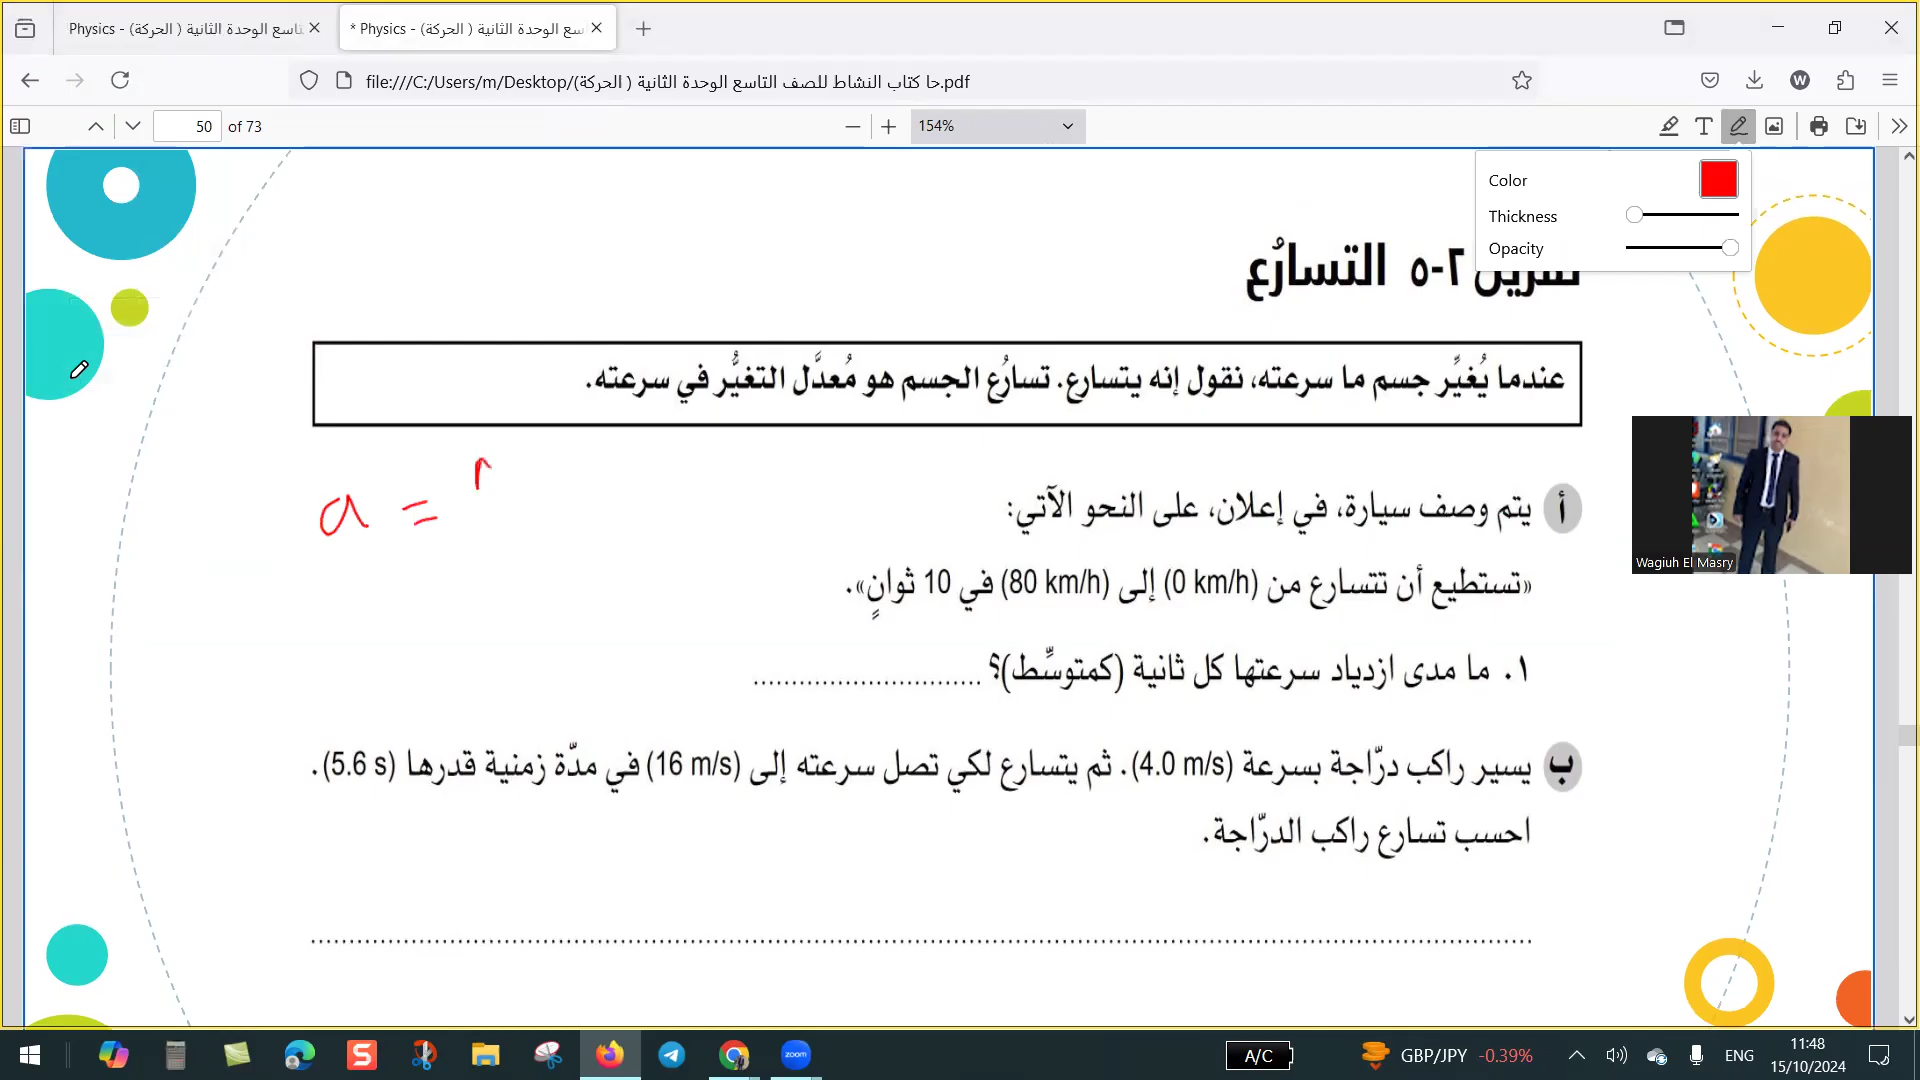 Physics - (الحركة ) تاسع الوحدة الثانية
* Physics - (الحركة ) سع الوحدة الثانية
file:///C:/Users/m/Desktop/(الحركة ) حا كتاب النشاط للصف التاسع الوحدة الثانية.pdf
50 of 73
154%
Color
Thickness
Opacity
تمرين ٢-٥ التسارُع
عندما يُغيِّر جسم ما سرعته، نقول إنه يتسارع. تسارُع الجسم هو مُعدَّل التغيُّر في سرعته.
a =
أ يتم وصف سيارة، في إعلان، على النحو الآتي:
«تستطيع أن تتسارع من (0 km/h) إلى (80 km/h) في 10 ثوانٍ».
١. ما مدى ازدياد سرعتها كل ثانية (كمتوسِّط)؟ ..............................
ب يسير راكب درّاجة بسرعة (4.0 m/s). ثم يتسارع لكي تصل سرعته إلى (16 m/s) في مدّة زمنية قدرها (5.6 s).
احسب تسارع راكب الدرّاجة.
Wagiuh El Masry
A/C
GBP/JPY -0.39%
ENG
11:48
15/10/2024
zoom
W
S